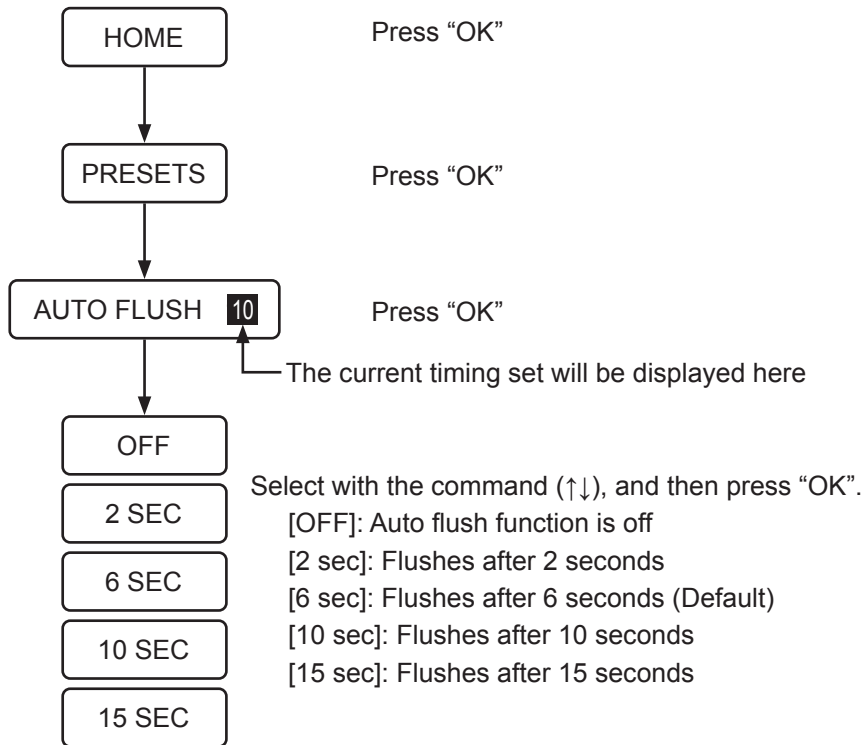 HOME Press “OK”
PRESETS Press “OK”
AUTO FLUSH 10 Press “OK”
The current timing set will be displayed here
OFF
2 SEC
6 SEC
10 SEC
15 SEC
Select with the command (↑↓), and then press “OK”.
[OFF]: Auto flush function is off
[2 sec]: Flushes after 2 seconds
[6 sec]: Flushes after 6 seconds (Default)
[10 sec]: Flushes after 10 seconds
[15 sec]: Flushes after 15 seconds